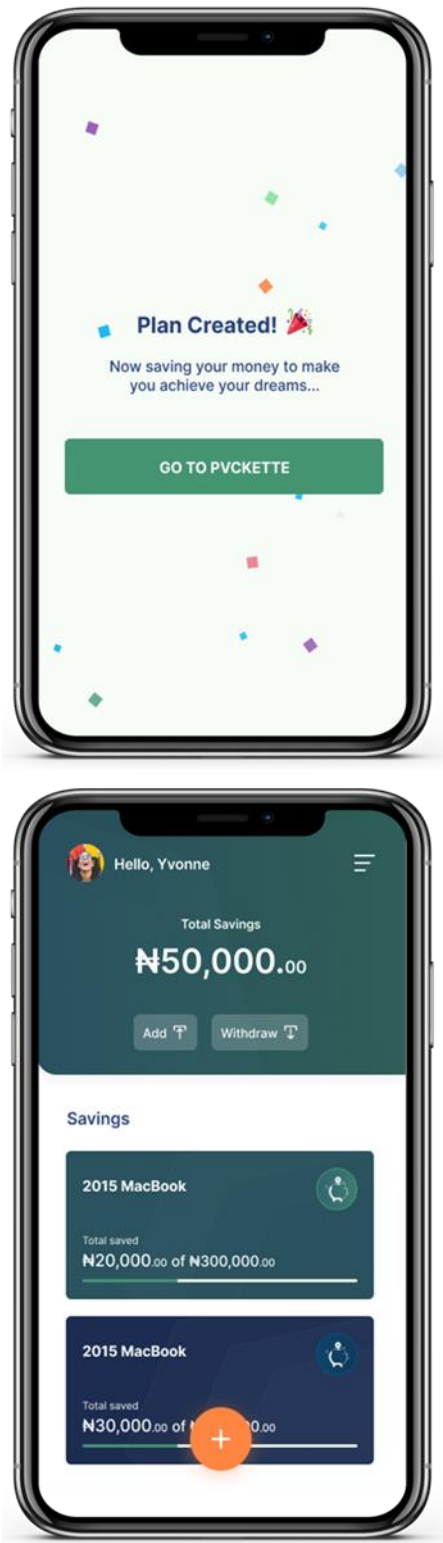 Plan Created! 🎉
Now saving your money to make
you achieve your dreams...
GO TO PVCKETTE
Hello, Yvonne
Total Savings
₦50,000.00
Add Withdraw
Savings
2015 MacBook
Total saved
₦20,000.00 of ₦300,000.00
2015 MacBook
Total saved
₦30,000.00 of